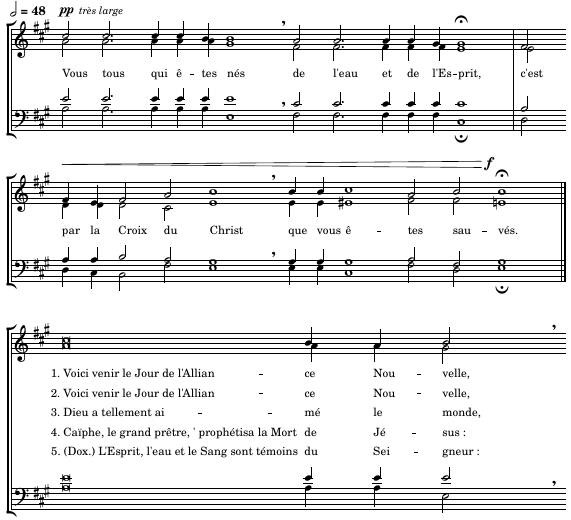 = 48 pp très large
Vous tous qui ê - tes nés de l'eau et de l'Es-prit, c'est
f
par la Croix du Christ que vous ê - tes sau - vés.
1. Voici venir le Jour de l'Allian - ce Nou - velle,
2. Voici venir le Jour de l'Allian - ce Nou - velle,
3. Dieu a tellement ai - - - mé le monde,
4. Caïphe, le grand prêtre, ' prophétisa la Mort de Jé - sus :
5. (Dox.) L'Esprit, l'eau et le Sang sont témoins du Sei - gneur :